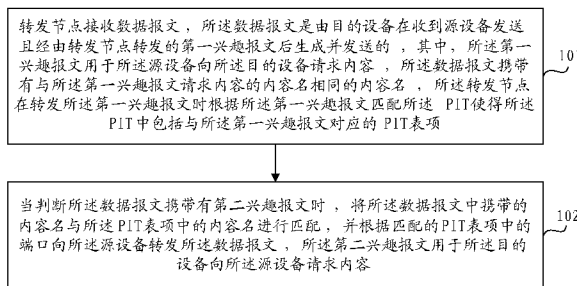 转发节点接收数据报文，所述数据报文是由目的设备在收到源设备发送
且经由转发节点转发的第一兴趣报文后生成并发送的，其中，所述第一
兴趣报文用于所述源设备向所述目的设备请求内容，所述数据报文携带
有与所述第一兴趣报文请求内容的内容名相同的内容名，所述转发节点
在转发所述第一兴趣报文时根据所述第一兴趣报文匹配所述 PIT使得所述
PIT中包括与所述第一兴趣报文对应的 PIT表项
101
当判断所述数据报文携带有第二兴趣报文时，将所述数据报文中携带的
内容名与所述PIT表项中的内容名进行匹配，并根据匹配的PIT表项中的
端口向所述源设备转发所述数据报文，所述第二兴趣报文用于所述目的
设备向所述源设备请求内容
102